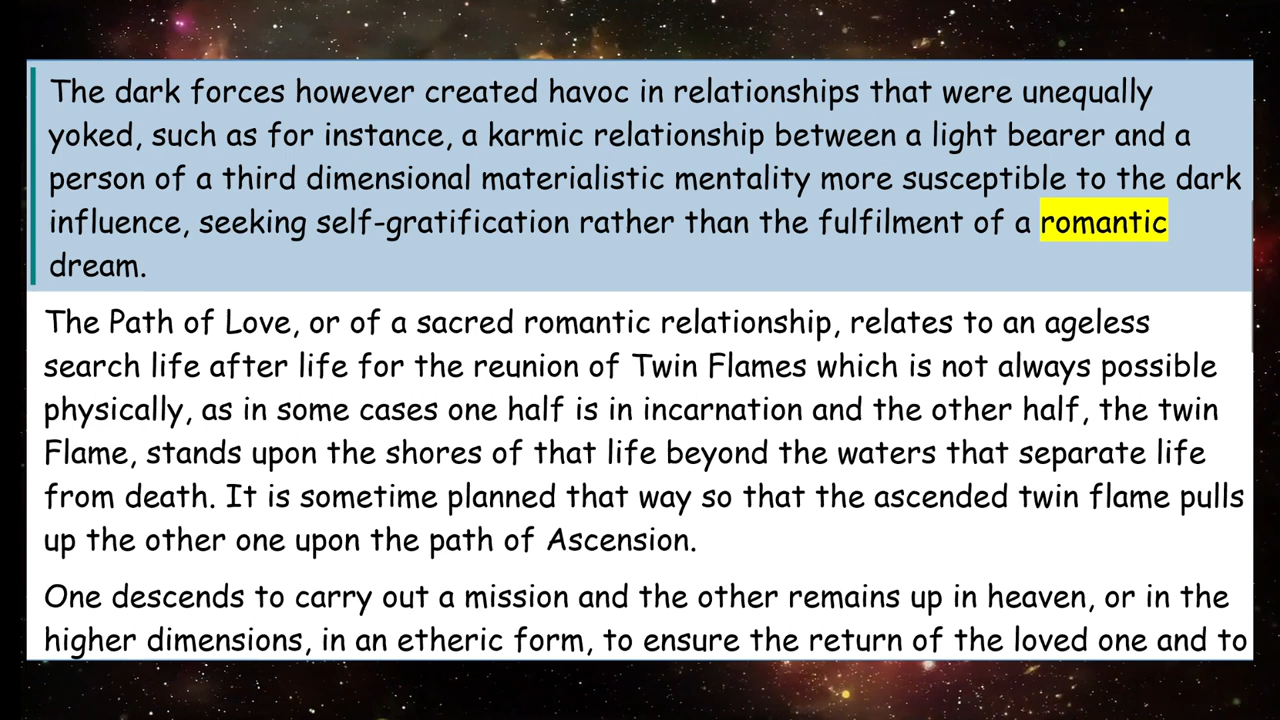 The dark forces however created havoc in relationships that were unequally
yoked, such as for instance, a karmic relationship between a light bearer and a
person of a third dimensional materialistic mentality more susceptible to the dark
influence, seeking self-gratification rather than the fulfilment of a romantic
dream.
The Path of Love, or of a sacred romantic relationship, relates to an ageless
search life after life for the reunion of Twin Flames which is not always possible
physically, as in some cases one half is in incarnation and the other half, the twin
Flame, stands upon the shores of that life beyond the waters that separate life
from death. It is sometime planned that way so that the ascended twin flame pulls
up the other one upon the path of Ascension.
One descends to carry out a mission and the other remains up in heaven, or in the
higher dimensions, in an etheric form, to ensure the return of the loved one and to